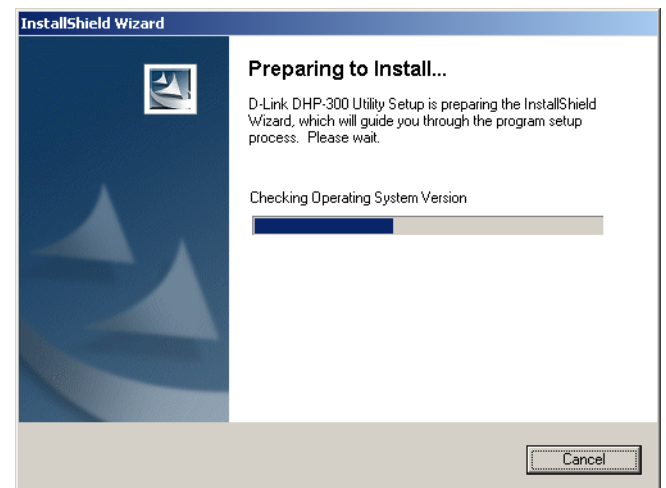 InstallShield Wizard
Preparing to Install...
D-Link DHP-300 Utility Setup is preparing the InstallShield
Wizard, which will guide you through the program setup
process. Please wait.
Checking Operating System Version
Cancel